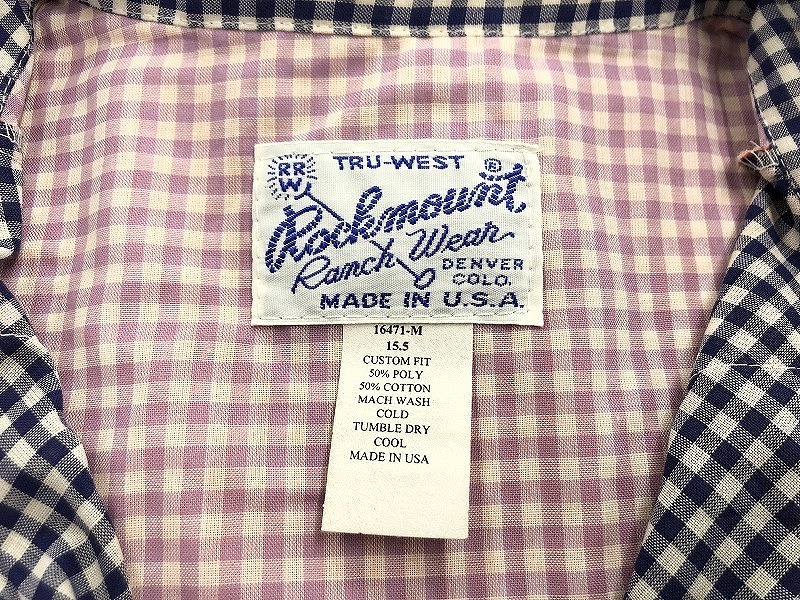 RR
W
TRU-WEST ®
Rockmount
Ranch Wear
DENVER
COLO.
MADE IN U.S.A.
16471-M
15.5
CUSTOM FIT
50% POLY
50% COTTON
MACH WASH
COLD
TUMBLE DRY
COOL
MADE IN USA